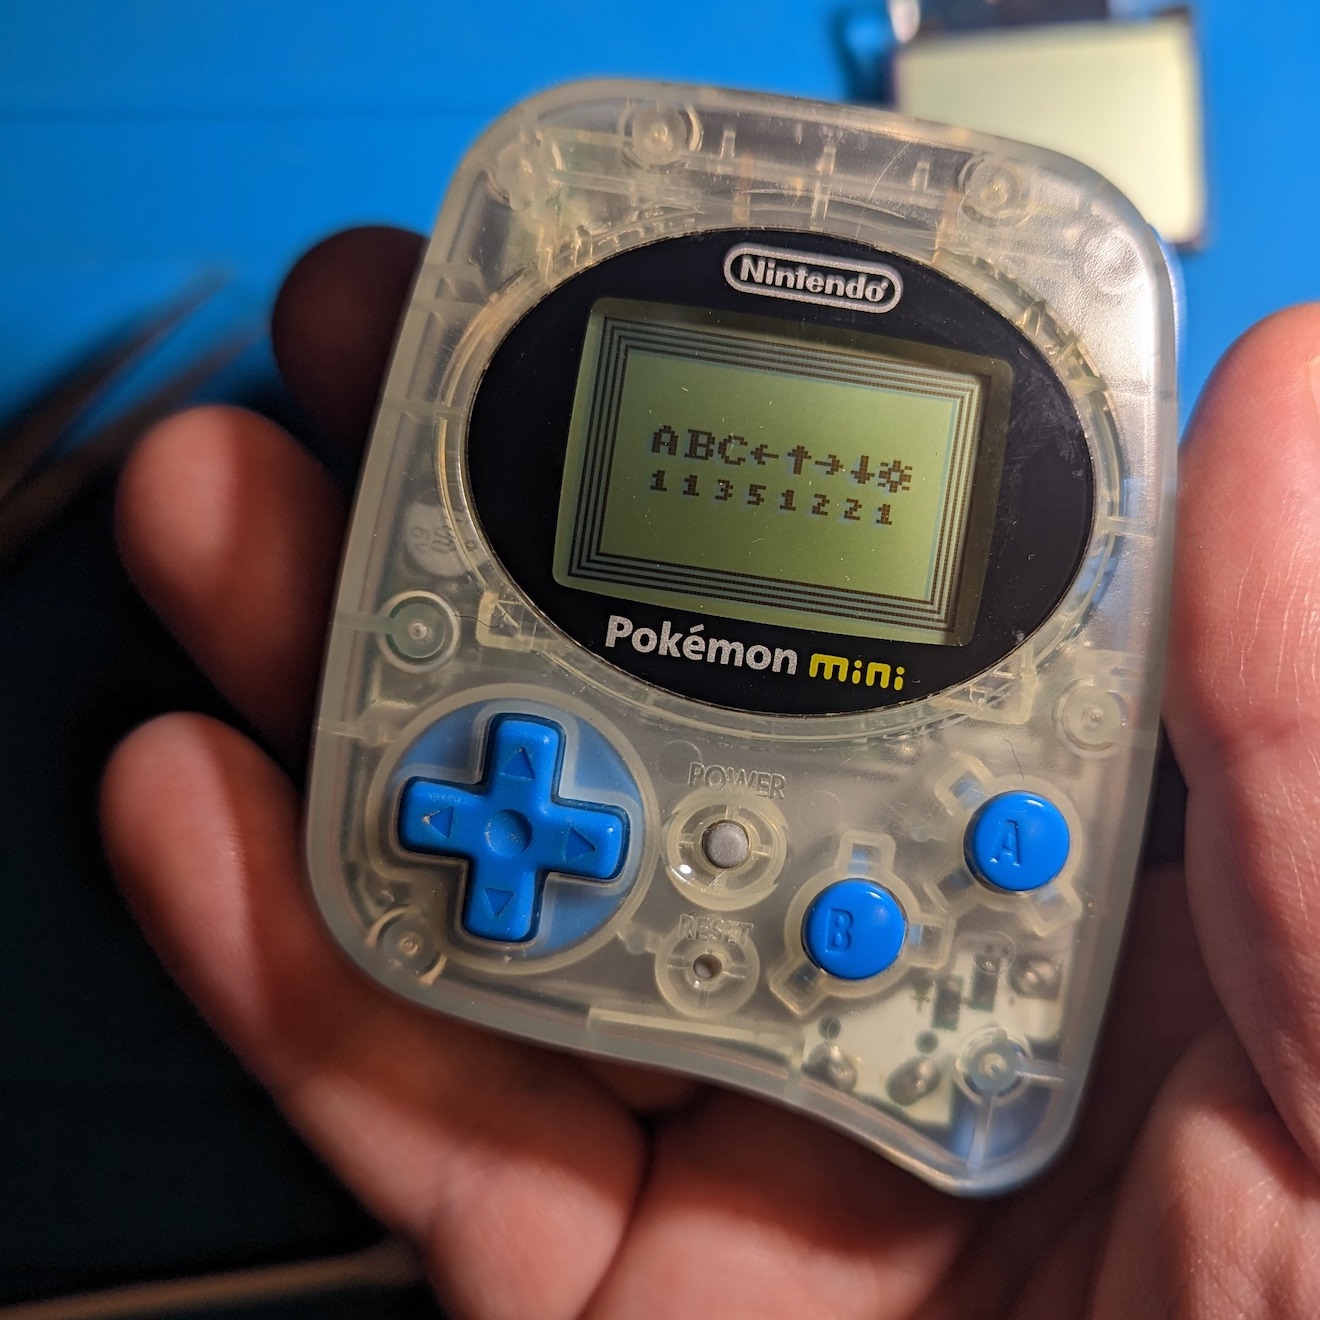 Nintendo®
ABC←↑→↓☼
11351221
Pokémon mini
POWER
A
B
RESET